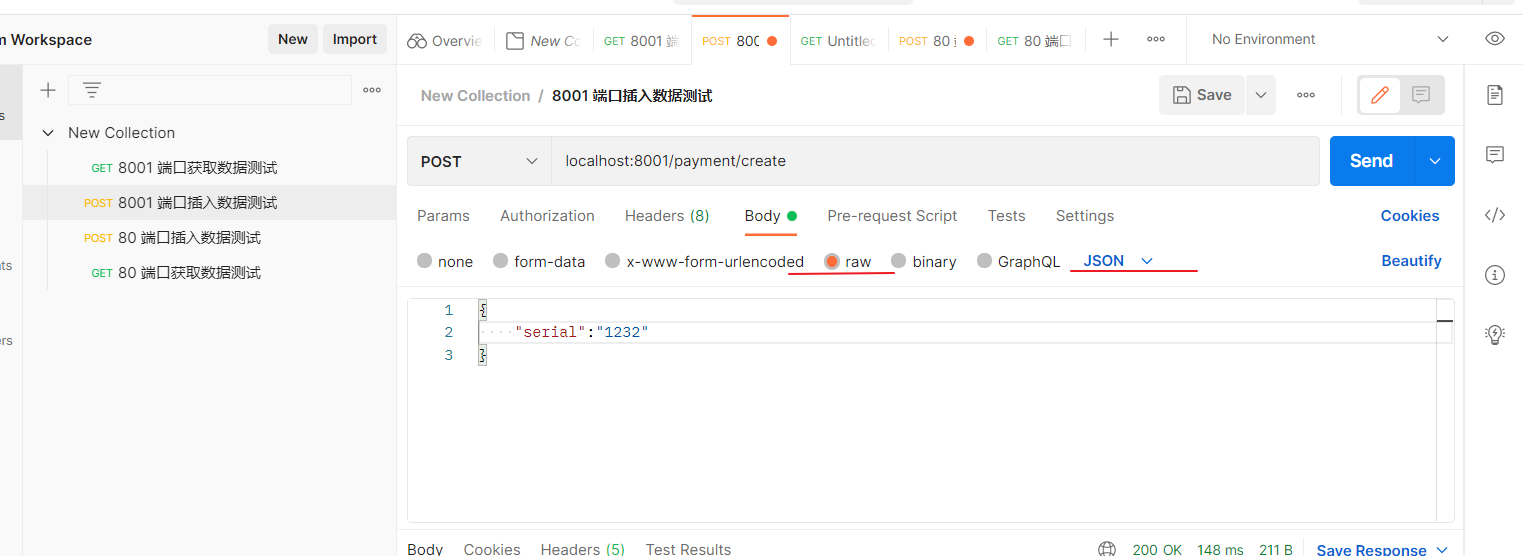 m Workspace
New
Import
Overvie
New Co
GET 8001 端
POST 800
GET Untitle
POST 80 端
GET 80 端口
No Environment
New Collection / 8001 端口插入数据测试
Save
New Collection
GET 8001 端口获取数据测试
POST 8001 端口插入数据测试
POST 80 端口插入数据测试
GET 80 端口获取数据测试
s
nts
ers
POST
localhost:8001/payment/create
Send
Params
Authorization
Headers (8)
Body
Pre-request Script
Tests
Settings
Cookies
none
form-data
x-www-form-urlencoded
raw
binary
GraphQL
JSON
Beautify
1 {
2 "serial":"1232"
3 }
Body
Cookies
Headers (5)
Test Results
200 OK
148 ms
211 B
Save Response